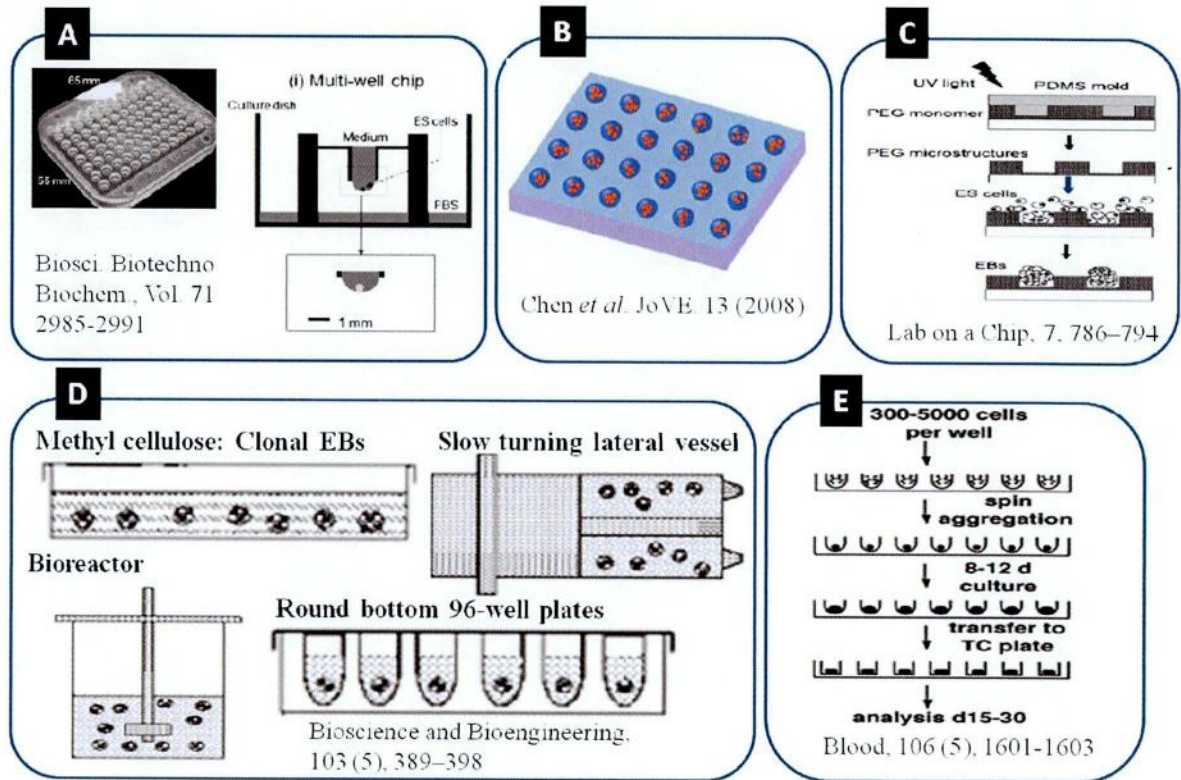 A
65 mm
55 mm
(i) Multi-well chip
Culture dish
ES cells
Medium
PBS
1 mm
Biosci. Biotechno
Biochem., Vol. 71
2985-2991
B
Chen et al. JoVE. 13 (2008)
C
UV light
PDMS mold
PEG monomer
PEG microstructures
ES cells
EBs
Lab on a Chip, 7, 786–794
D
Methyl cellulose: Clonal EBs
Slow turning lateral vessel
Bioreactor
Round bottom 96-well plates
Bioscience and Bioengineering,
103 (5), 389–398
E
300-5000 cells
per well
spin
aggregation
8-12 d
culture
transfer to
TC plate
analysis d15-30
Blood, 106 (5), 1601-1603